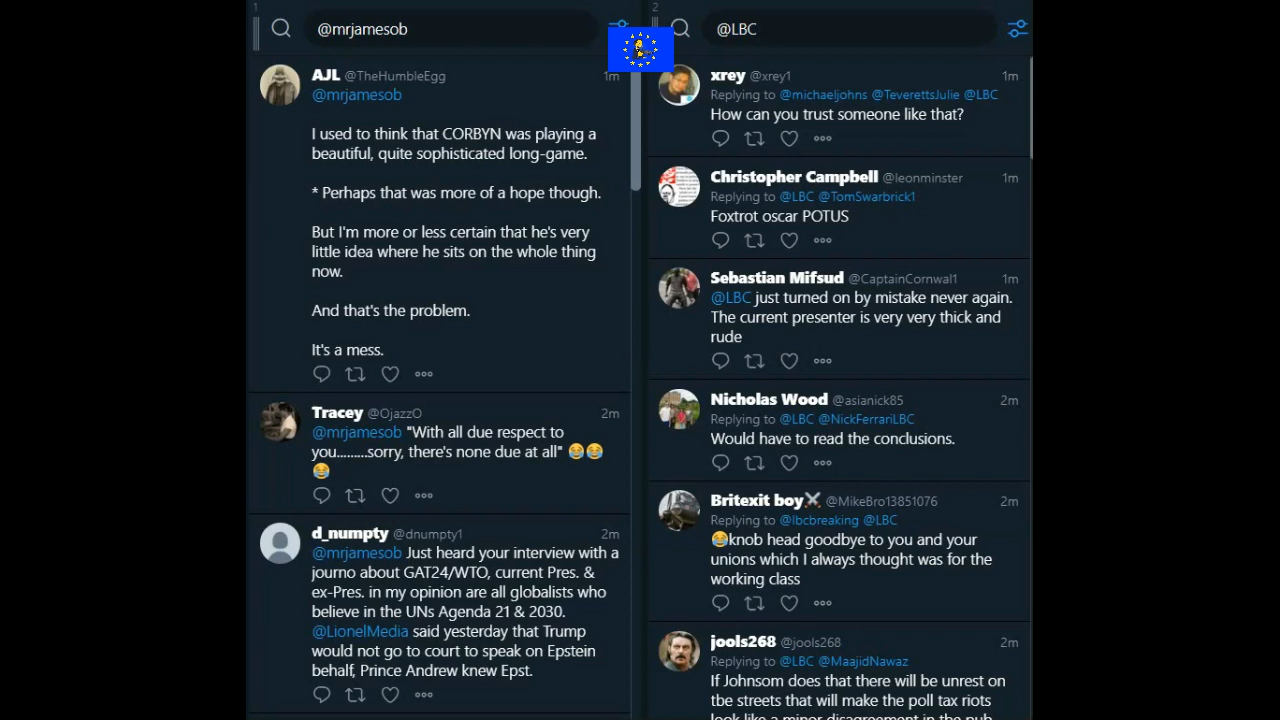 1
@mrjamesob
AJL @TheHumbleEgg 1m
@mrjamesob
I used to think that CORBYN was playing a
beautiful, quite sophisticated long-game.
* Perhaps that was more of a hope though.
But I'm more or less certain that he's very
little idea where he sits on the whole thing
now.
And that's the problem.
It's a mess.
Tracey @OjazzO 2m
@mrjamesob "With all due respect to
you.........sorry, there's none due at all" 😂😂
😂
d_numpty @dnumpty1 2m
@mrjamesob Just heard your interview with a
journo about GAT24/WTO, current Pres. &
ex-Pres. in my opinion are all globalists who
believe in the UNs Agenda 21 & 2030.
@LionelMedia said yesterday that Trump
would not go to court to speak on Epstein
behalf, Prince Andrew knew Epst.
2
@LBC
xrey @xrey1 1m
Replying to @michaeljohns @TeverettsJulie @LBC
How can you trust someone like that?
Christopher Campbell @leonminster 1m
Replying to @LBC @TomSwarbrick1
Foxtrot oscar POTUS
Sebastian Mifsud @CaptainCornwal1 1m
@LBC just turned on by mistake never again.
The current presenter is very very thick and
rude
Nicholas Wood @asianick85 2m
Replying to @LBC @NickFerrariLBC
Would have to read the conclusions.
Britexit boy⚔ @MikeBro13851076 2m
Replying to @lbcbreaking @LBC
😂knob head goodbye to you and your
unions which I always thought was for the
working class
jools268 @jools268 2m
Replying to @LBC @MaajidNawaz
If Johnsom does that there will be unrest on
tbe streets that will make the poll tax riots
look like a minor disagreement in the pub